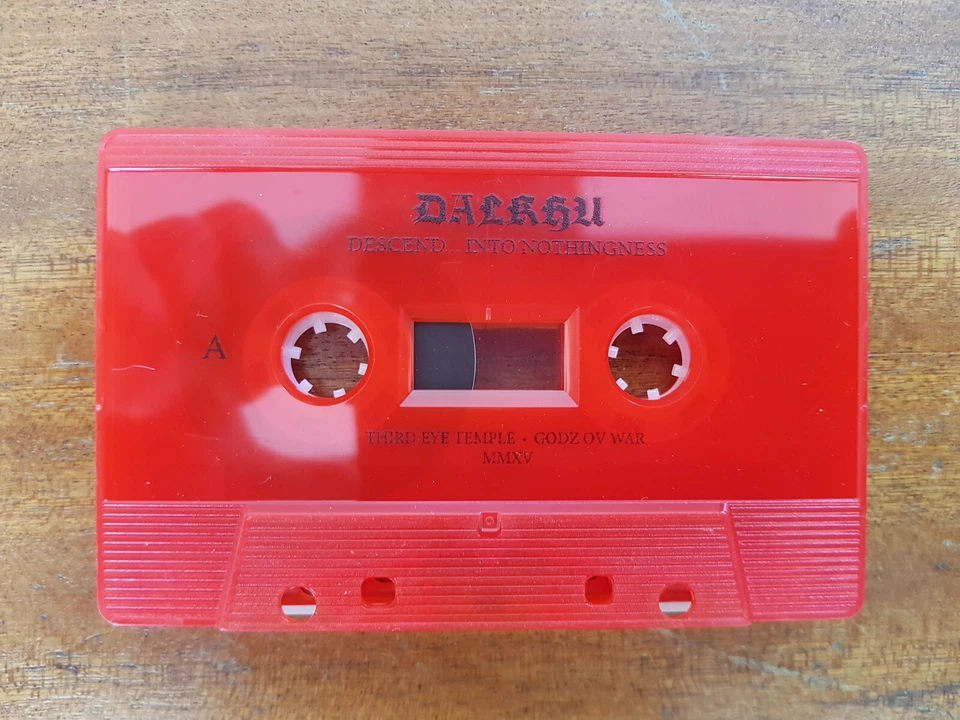 DALKHU
DESCEND... INTO NOTHINGNESS
A
THIRD EYE TEMPLE • GODZ OV WAR
MMXV